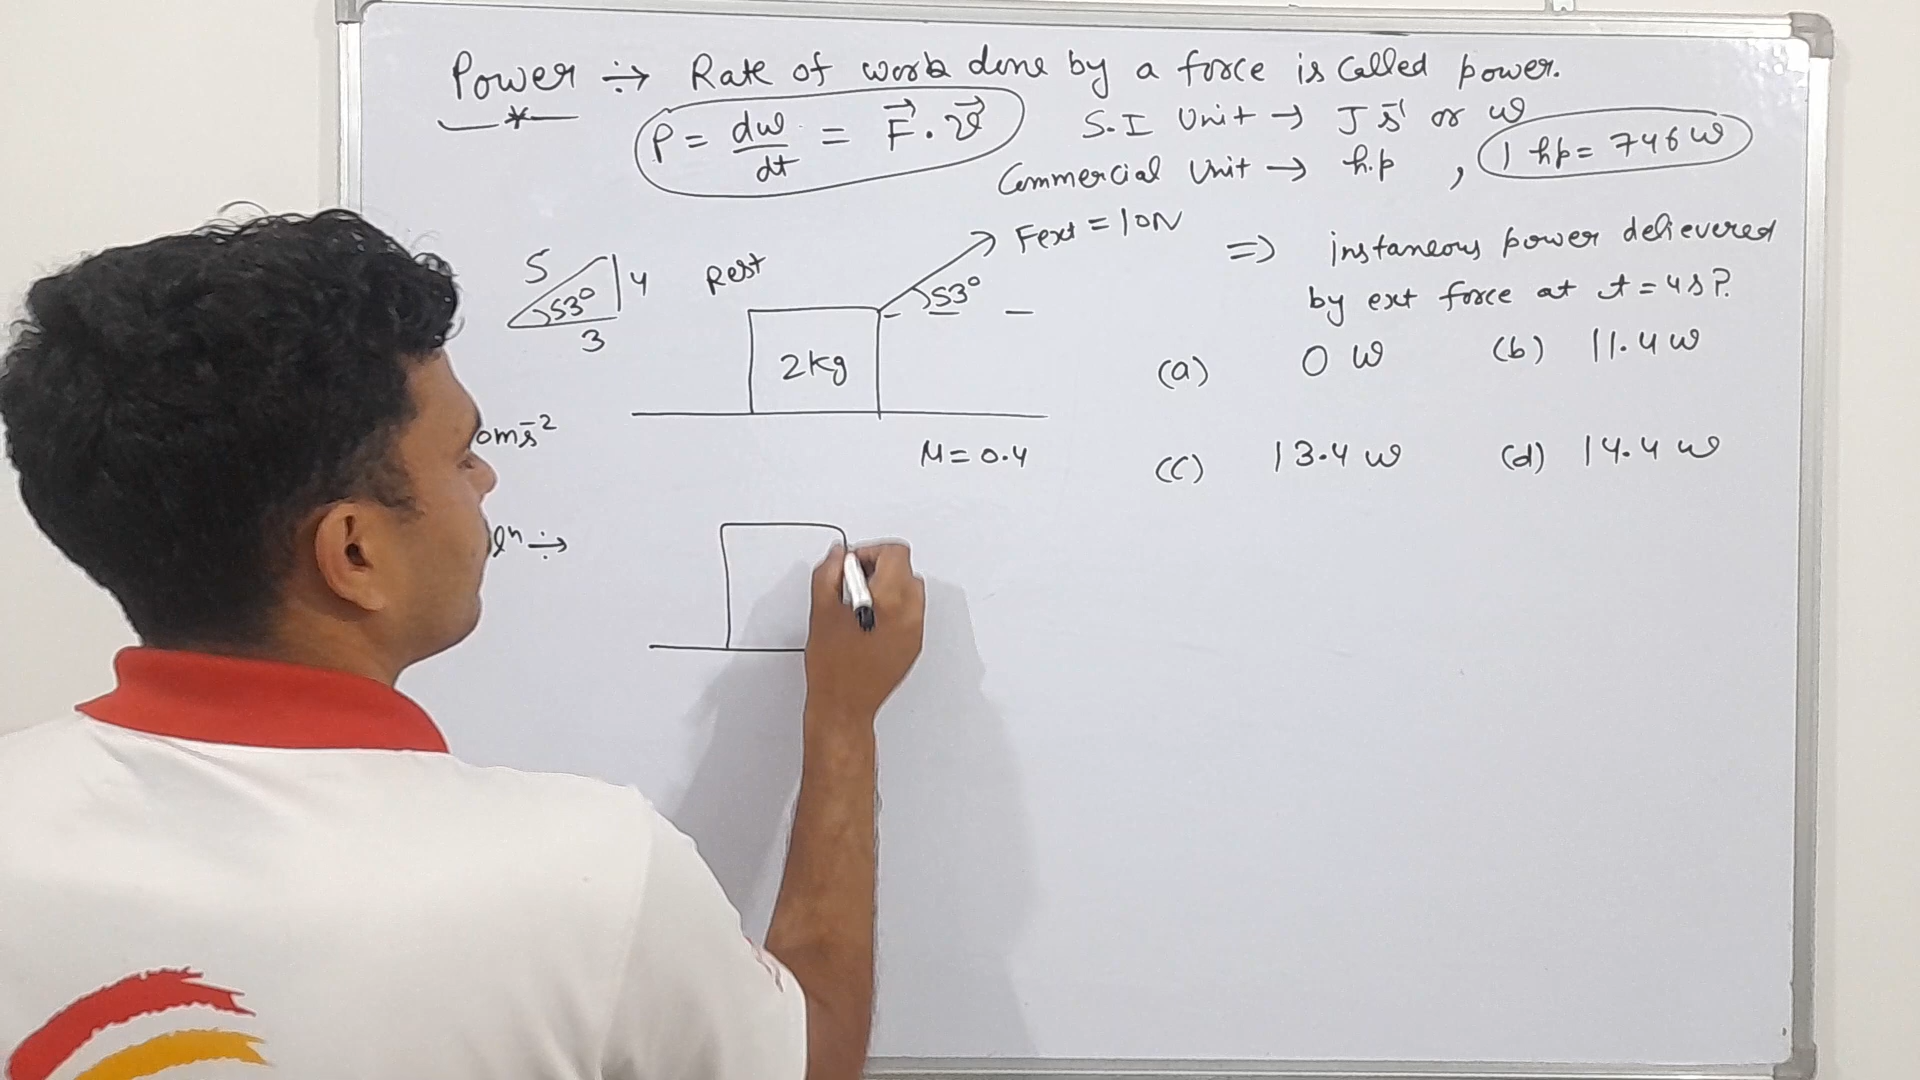 Power ÷→ Rate of work done by a force is Called power.
P = dw/dt = F⃗ . v⃗
S.I Unit → J s⁻¹ or W
Commercial Unit → h.p , 1 hp = 746 W
5 53° 4 3
Rest
Fext = 10N
53°
2kg
μ = 0.4
⇒ instaneous power delievered
by ext force at t = 4s ?
(a) 0 W (b) 11.4 W
(c) 13.4 W (d) 14.4 W
0ms⁻²
lⁿ ÷→